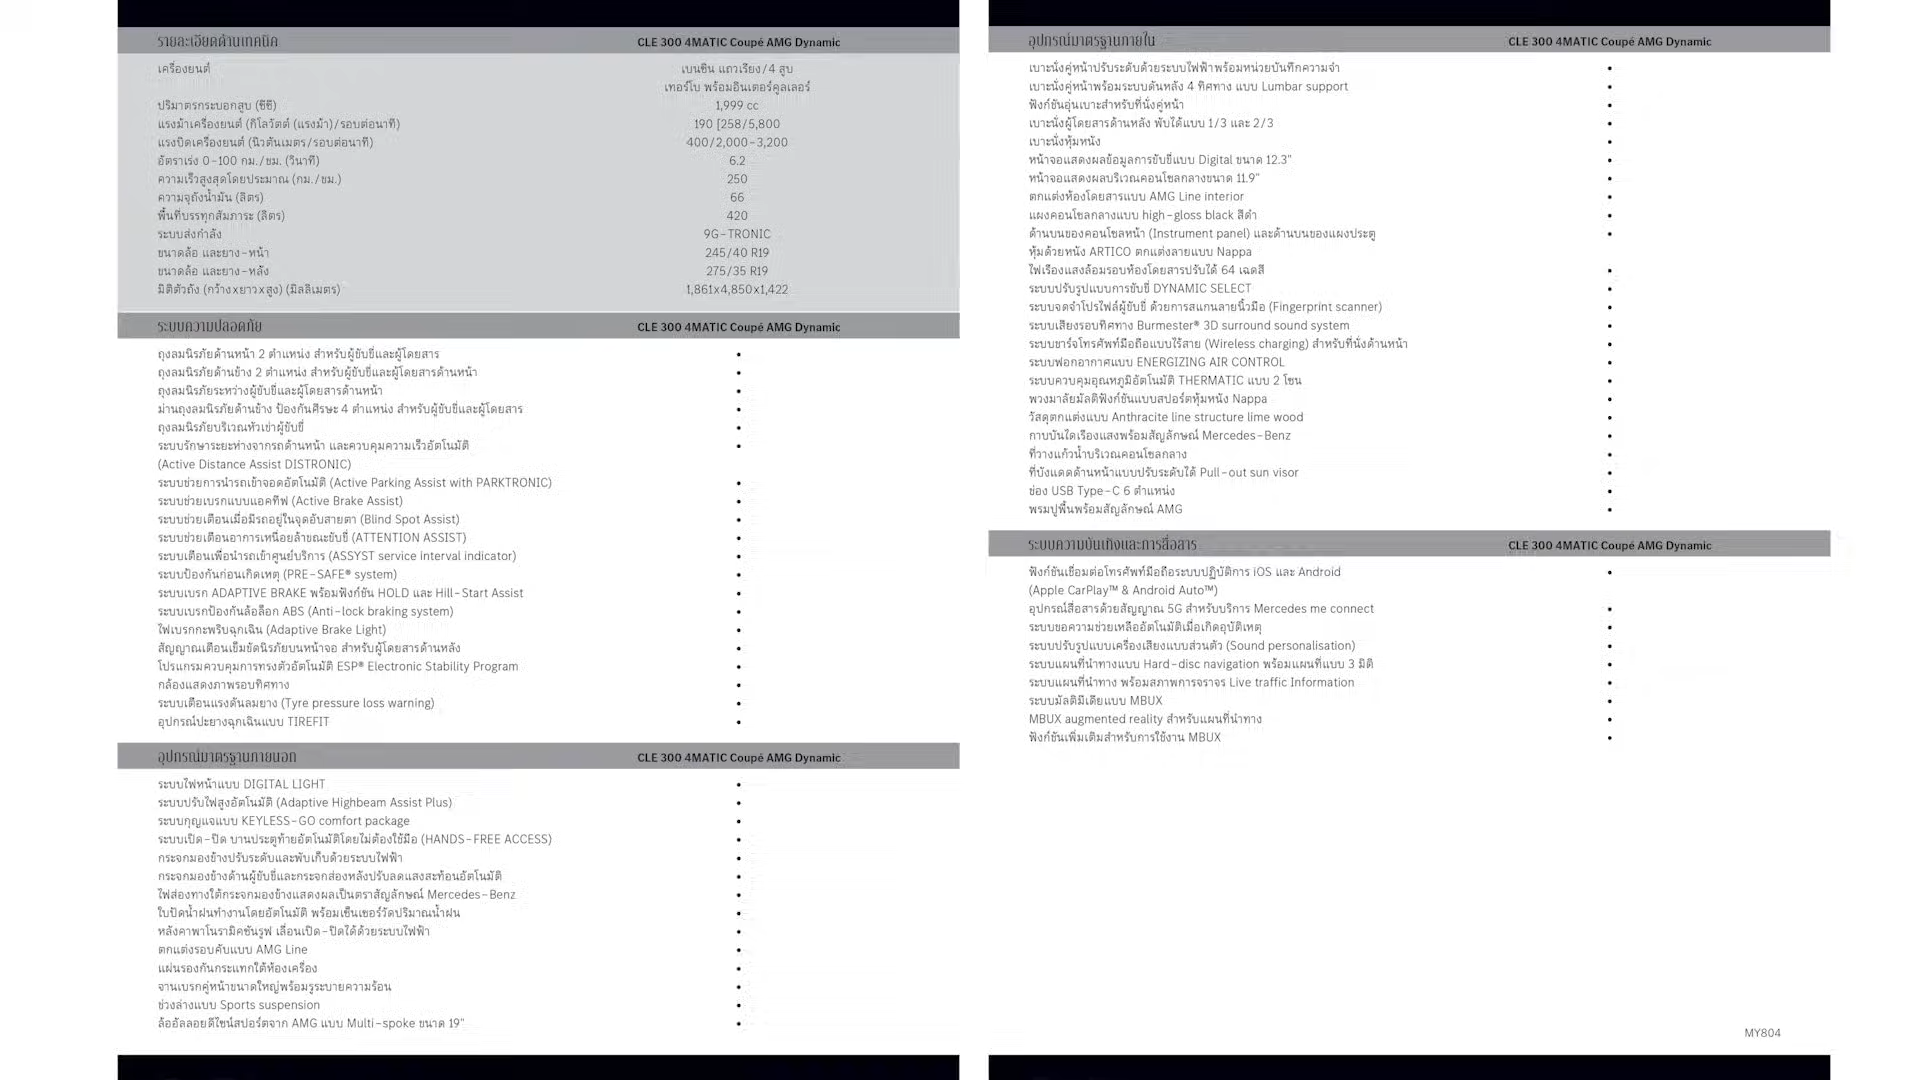 รายละเอียดด้านเทคนิค CLE 300 4MATIC Coupé AMG Dynamic
เครื่องยนต์ เบนซิน แถวเรียง/4 สูบ
เทอร์โบ พร้อมอินเตอร์คูลเลอร์
ปริมาตรกระบอกสูบ (ซีซี) 1,999 cc
แรงม้าเครื่องยนต์ (กิโลวัตต์ (แรงม้า)/รอบต่อนาที) 190 [258/5,800
แรงบิดเครื่องยนต์ (นิวตันเมตร/รอบต่อนาที) 400/2,000-3,200
อัตราเร่ง 0-100 กม./ชม. (วินาที) 6.2
ความเร็วสูงสุดโดยประมาณ (กม./ชม.) 250
ความจุถังน้ำมัน (ลิตร) 66
พื้นที่บรรทุกสัมภาระ (ลิตร) 420
ระบบส่งกำลัง 9G-TRONIC
ขนาดล้อ และยาง-หน้า 245/40 R19
ขนาดล้อ และยาง-หลัง 275/35 R19
มิติตัวถัง (กว้างxยาวxสูง) (มิลลิเมตร) 1,861x4,850x1,422
ระบบความปลอดภัย CLE 300 4MATIC Coupé AMG Dynamic
ถุงลมนิรภัยด้านหน้า 2 ตำแหน่ง สำหรับผู้ขับขี่และผู้โดยสาร •
ถุงลมนิรภัยด้านข้าง 2 ตำแหน่ง สำหรับผู้ขับขี่และผู้โดยสารด้านหน้า •
ถุงลมนิรภัยระหว่างผู้ขับขี่และผู้โดยสารด้านหน้า •
ม่านถุงลมนิรภัยด้านข้าง ป้องกันศีรษะ 4 ตำแหน่ง สำหรับผู้ขับขี่และผู้โดยสาร •
ถุงลมนิรภัยบริเวณหัวเข่าผู้ขับขี่ •
ระบบรักษาระยะห่างจากรถด้านหน้า และควบคุมความเร็วอัตโนมัติ •
(Active Distance Assist DISTRONIC)
ระบบช่วยการนำรถเข้าจอดอัตโนมัติ (Active Parking Assist with PARKTRONIC) •
ระบบช่วยเบรกแบบแอคทีฟ (Active Brake Assist) •
ระบบช่วยเตือนเมื่อมีรถอยู่ในจุดอับสายตา (Blind Spot Assist) •
ระบบช่วยเตือนอาการเหนื่อยล้าขณะขับขี่ (ATTENTION ASSIST) •
ระบบเตือนเพื่อนำรถเข้าศูนย์บริการ (ASSYST service interval indicator) •
ระบบป้องกันก่อนเกิดเหตุ (PRE-SAFE® system) •
ระบบเบรก ADAPTIVE BRAKE พร้อมฟังก์ชัน HOLD และ Hill-Start Assist •
ระบบเบรกป้องกันล้อล็อก ABS (Anti-lock braking system) •
ไฟเบรกกะพริบฉุกเฉิน (Adaptive Brake Light) •
สัญญาณเตือนเข็มขัดนิรภัยบนหน้าจอ สำหรับผู้โดยสารด้านหลัง •
โปรแกรมควบคุมการทรงตัวอัตโนมัติ ESP® Electronic Stability Program •
กล้องแสดงภาพรอบทิศทาง •
ระบบเตือนแรงดันลมยาง (Tyre pressure loss warning) •
อุปกรณ์ปะยางฉุกเฉินแบบ TIREFIT •
อุปกรณ์มาตรฐานภายนอก CLE 300 4MATIC Coupé AMG Dynamic
ระบบไฟหน้าแบบ DIGITAL LIGHT •
ระบบปรับไฟสูงอัตโนมัติ (Adaptive Highbeam Assist Plus) •
ระบบกุญแจแบบ KEYLESS-GO comfort package •
ระบบเปิด-ปิด บานประตูท้ายอัตโนมัติโดยไม่ต้องใช้มือ (HANDS-FREE ACCESS) •
กระจกมองข้างปรับระดับและพับเก็บด้วยระบบไฟฟ้า •
กระจกมองข้างด้านผู้ขับขี่และกระจกส่องหลังปรับลดแสงสะท้อนอัตโนมัติ •
ไฟส่องทางใต้กระจกมองข้างแสดงผลเป็นตราสัญลักษณ์ Mercedes-Benz •
ใบปัดน้ำฝนทำงานโดยอัตโนมัติ พร้อมเซ็นเซอร์วัดปริมาณน้ำฝน •
หลังคาพาโนรามิคซันรูฟ เลื่อนเปิด-ปิดได้ด้วยระบบไฟฟ้า •
ตกแต่งรอบคันแบบ AMG Line •
แผ่นรองกันกระแทกใต้ห้องเครื่อง •
จานเบรกคู่หน้าขนาดใหญ่พร้อมรูระบายความร้อน •
ช่วงล่างแบบ Sports suspension •
ล้ออัลลอยดีไซน์สปอร์ตจาก AMG แบบ Multi-spoke ขนาด 19" •
อุปกรณ์มาตรฐานภายใน CLE 300 4MATIC Coupé AMG Dynamic
เบาะนั่งคู่หน้าปรับระดับด้วยระบบไฟฟ้าพร้อมหน่วยบันทึกความจำ •
เบาะนั่งคู่หน้าพร้อมระบบดันหลัง 4 ทิศทาง แบบ Lumbar support •
ฟังก์ชันอุ่นเบาะสำหรับที่นั่งคู่หน้า •
เบาะนั่งผู้โดยสารด้านหลัง พับได้แบบ 1/3 และ 2/3 •
เบาะนั่งหุ้มหนัง •
หน้าจอแสดงผลข้อมูลการขับขี่แบบ Digital ขนาด 12.3" •
หน้าจอแสดงผลบริเวณคอนโซลกลางขนาด 11.9" •
ตกแต่งห้องโดยสารแบบ AMG Line interior •
แผงคอนโซลกลางแบบ high-gloss black สีดำ •
ด้านบนของคอนโซลหน้า (Instrument panel) และด้านบนของแผงประตู •
หุ้มด้วยหนัง ARTICO ตกแต่งลายแบบ Nappa
ไฟเรืองแสงล้อมรอบห้องโดยสารปรับได้ 64 เฉดสี •
ระบบปรับรูปแบบการขับขี่ DYNAMIC SELECT •
ระบบจดจำโปรไฟล์ผู้ขับขี่ ด้วยการสแกนลายนิ้วมือ (Fingerprint scanner) •
ระบบเสียงรอบทิศทาง Burmester® 3D surround sound system •
ระบบชาร์จโทรศัพท์มือถือแบบไร้สาย (Wireless charging) สำหรับที่นั่งด้านหน้า •
ระบบฟอกอากาศแบบ ENERGIZING AIR CONTROL •
ระบบควบคุมอุณหภูมิอัตโนมัติ THERMATIC แบบ 2 โซน •
พวงมาลัยมัลติฟังก์ชันแบบสปอร์ตหุ้มหนัง Nappa •
วัสดุตกแต่งแบบ Anthracite line structure lime wood •
กาบบันไดเรืองแสงพร้อมสัญลักษณ์ Mercedes-Benz •
ที่วางแก้วน้ำบริเวณคอนโซลกลาง •
ที่บังแดดด้านหน้าแบบปรับระดับได้ Pull-out sun visor •
ช่อง USB Type-C 6 ตำแหน่ง •
พรมปูพื้นพร้อมสัญลักษณ์ AMG •
ระบบความบันเทิงและการสื่อสาร CLE 300 4MATIC Coupé AMG Dynamic
ฟังก์ชันเชื่อมต่อโทรศัพท์มือถือระบบปฏิบัติการ iOS และ Android •
(Apple CarPlay™ & Android Auto™)
อุปกรณ์สื่อสารด้วยสัญญาณ 5G สำหรับบริการ Mercedes me connect •
ระบบขอความช่วยเหลืออัตโนมัติเมื่อเกิดอุบัติเหตุ •
ระบบปรับรูปแบบเครื่องเสียงแบบส่วนตัว (Sound personalisation) •
ระบบแผนที่นำทางแบบ Hard-disc navigation พร้อมแผนที่แบบ 3 มิติ •
ระบบแผนที่นำทาง พร้อมสภาพการจราจร Live traffic Information •
ระบบมัลติมีเดียแบบ MBUX •
MBUX augmented reality สำหรับแผนที่นำทาง •
ฟังก์ชันเพิ่มเติมสำหรับการใช้งาน MBUX •
MY804